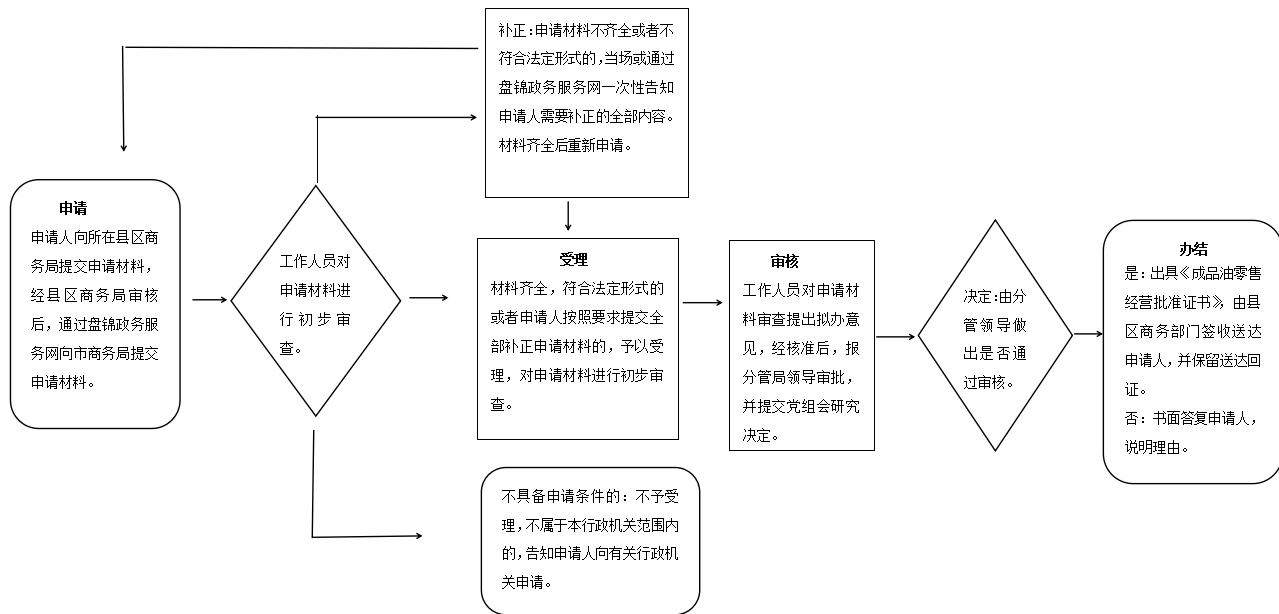 补正：申请材料不齐全或者不
符合法定形式的，当场或通过
盘锦政务服务网一次性告知
申请人需要补正的全部内容。
材料齐全后重新申请。
申请
申请人向所在县区商
务局提交申请材料，
经县区商务局审核
后，通过盘锦政务服
务网向市商务局提交
申请材料。
工作人员对
申请材料进
行初步审
查。
受理
材料齐全，符合法定形式的
或者申请人按照要求提交全
部补正申请材料的，予以受
理，对申请材料进行初步审
查。
审核
工作人员对申请材
料审查提出拟办意
见，经核准后，报
分管局领导审批，
并提交党组会研究
决定。
决定：由分
管领导做
出是否通
过审核。
办结
是：出具《成品油零售
经营批准证书》，由县
区商务部门签收送达
申请人，并保留送达回
证。
否：书面答复申请人，
说明理由。
不具备申请条件的：不予受
理，不属于本行政机关范围内
的，告知申请人向有关行政机
关申请。